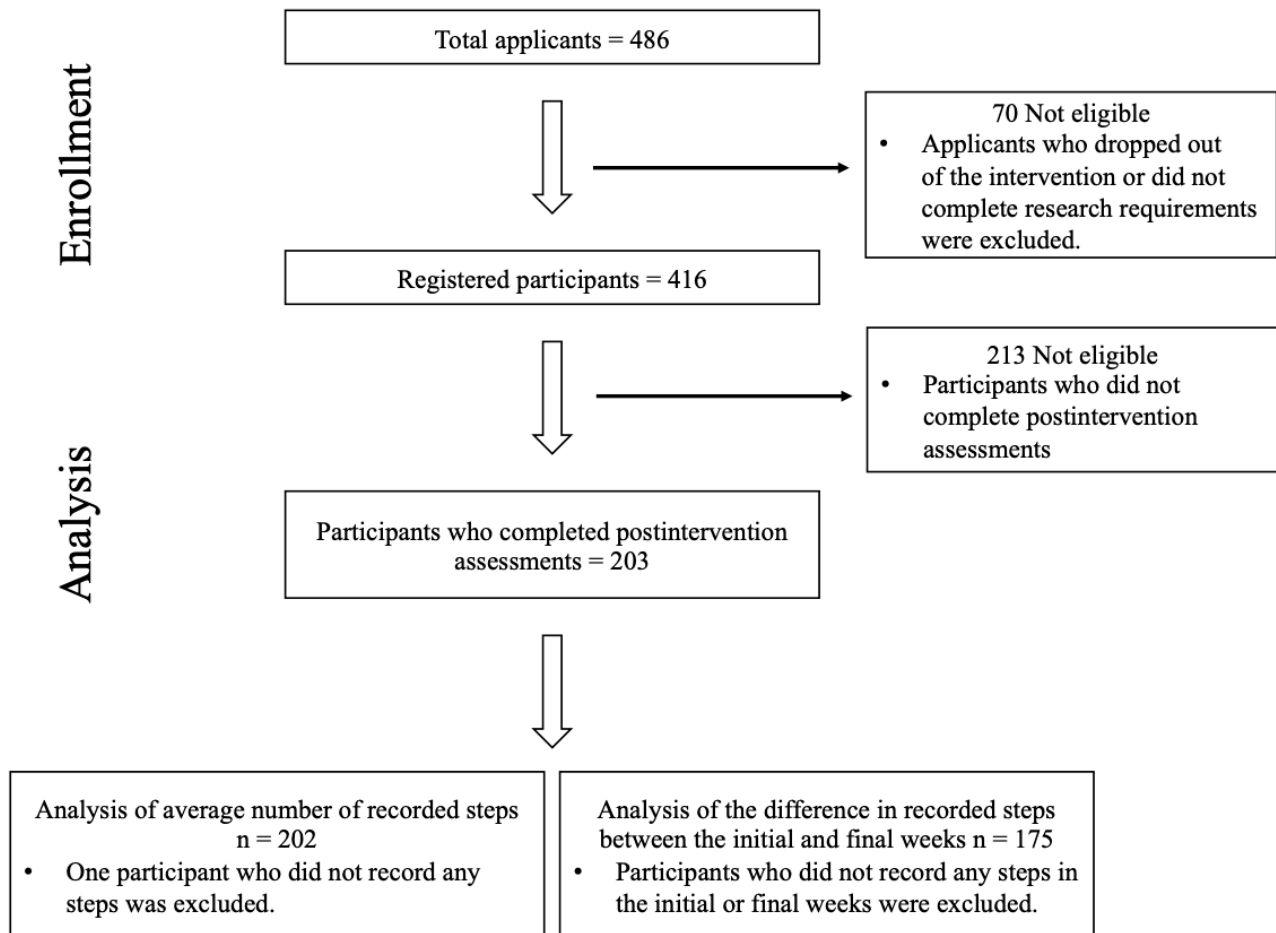 Enrollment
Total applicants = 486
70 Not eligible
• Applicants who dropped out
of the intervention or did not
complete research requirements
were excluded.
Registered participants = 416
213 Not eligible
• Participants who did not
complete postintervention
assessments
Analysis
Participants who completed postintervention
assessments = 203
Analysis of average number of recorded steps
n = 202
• One participant who did not record any
steps was excluded.
Analysis of the difference in recorded steps
between the initial and final weeks n = 175
• Participants who did not record any steps in
the initial or final weeks were excluded.